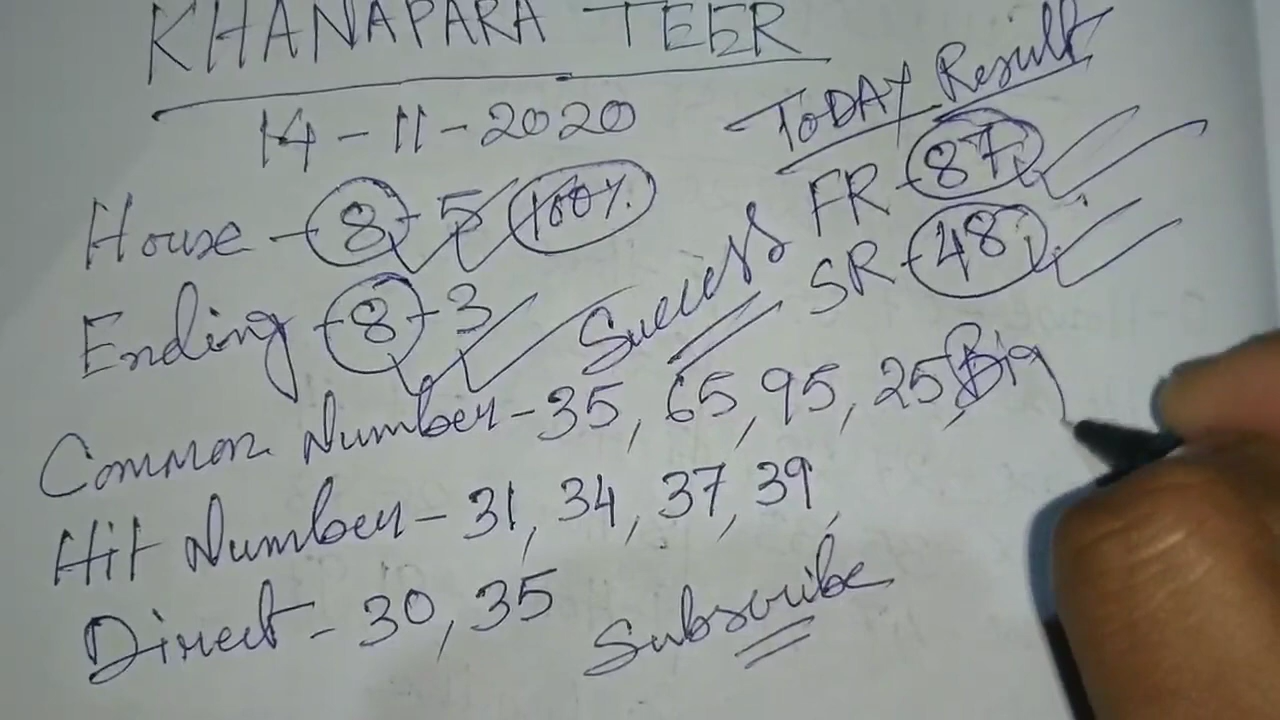 KHANAPARA TEER
14-11-2020
TODAY Result
FR - 87
SR - 48
House - 8 - 5 100%
Ending - 8 - 3
Success
Common Number - 35, 65, 95, 25, Big
Hit Number - 31, 34, 37, 39,
Direct - 30, 35
Subscribe